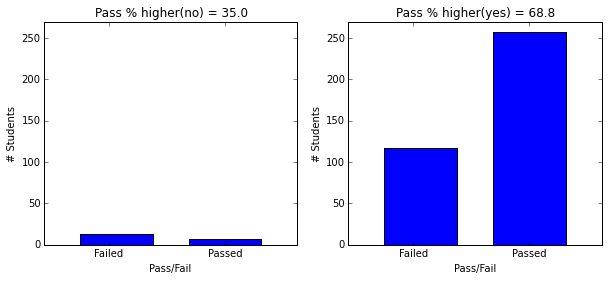 Pass % higher(no) = 35.0
250
200
150
100
50
0
# Students
Failed
Passed
Pass/Fail
Pass % higher(yes) = 68.8
250
200
150
100
50
0
# Students
Failed
Passed
Pass/Fail